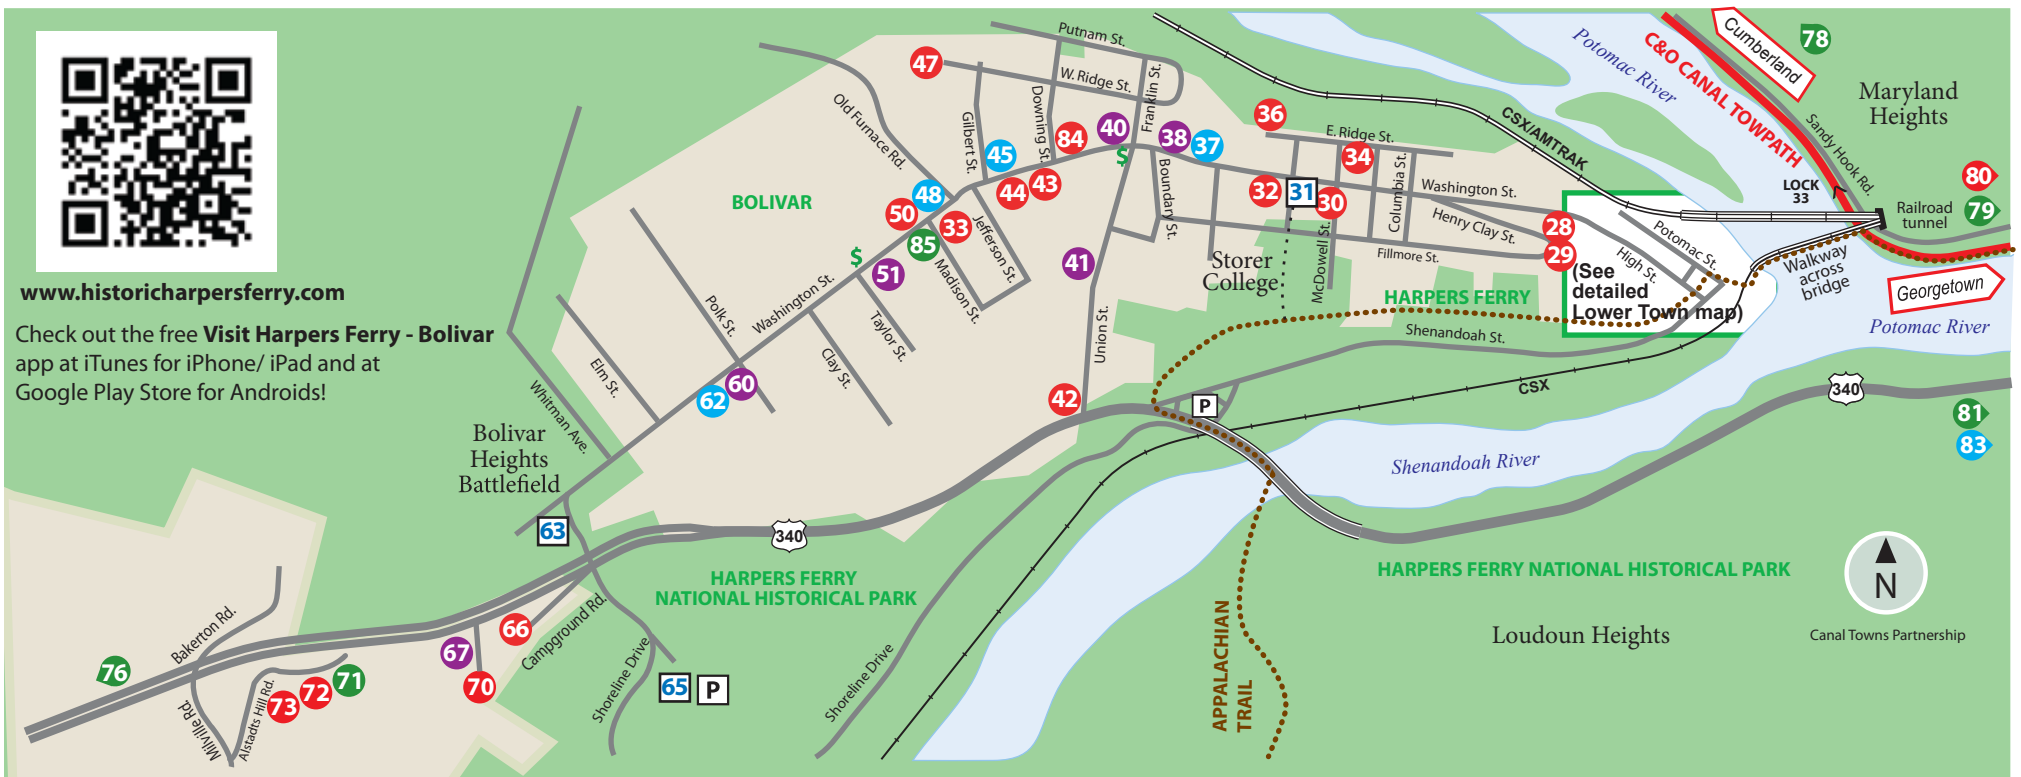 www.historicharpersferry.com
Check out the free Visit Harpers Ferry - Bolivar
app at iTunes for iPhone/ iPad and at
Google Play Store for Androids!
47
Putnam St.
W. Ridge St.
Franklin St.
Downing St.
Gilbert St.
Old Furnace Rd.
BOLIVAR
45
84
40
38
37
36
E. Ridge St.
34
$
48
50
33
44
43
85
$
51
41
Jefferson St.
Madison St.
Boundary St.
32
31
30
Columbia St.
Washington St.
Henry Clay St.
Fillmore St.
McDowell St.
Storer
College
28
29
(See
detailed
Lower Town map)
High St.
Potomac St.
HARPERS FERRY
Shenandoah St.
CSX/AMTRAK
Potomac River
C&O CANAL TOWPATH
Cumberland
78
Maryland
Heights
Sandy Hook Rd.
LOCK
33
80
79
Railroad
tunnel
Walkway
across
bridge
Georgetown
Potomac River
Washington St.
Polk St.
Taylor St.
Clay St.
Union St.
Elm St.
Whitman Ave.
60
62
42
P
CSX
340
81
83
Shenandoah River
Bolivar
Heights
Battlefield
63
340
HARPERS FERRY
NATIONAL HISTORICAL PARK
HARPERS FERRY NATIONAL HISTORICAL PARK
Loudoun Heights
N
Canal Towns Partnership
APPALACHIAN
TRAIL
Shoreline Drive
Shoreline Drive
Campground Rd.
65
P
66
67
70
Bakerton Rd.
76
71
72
73
Alstadts Hill Rd.
Milville Rd.